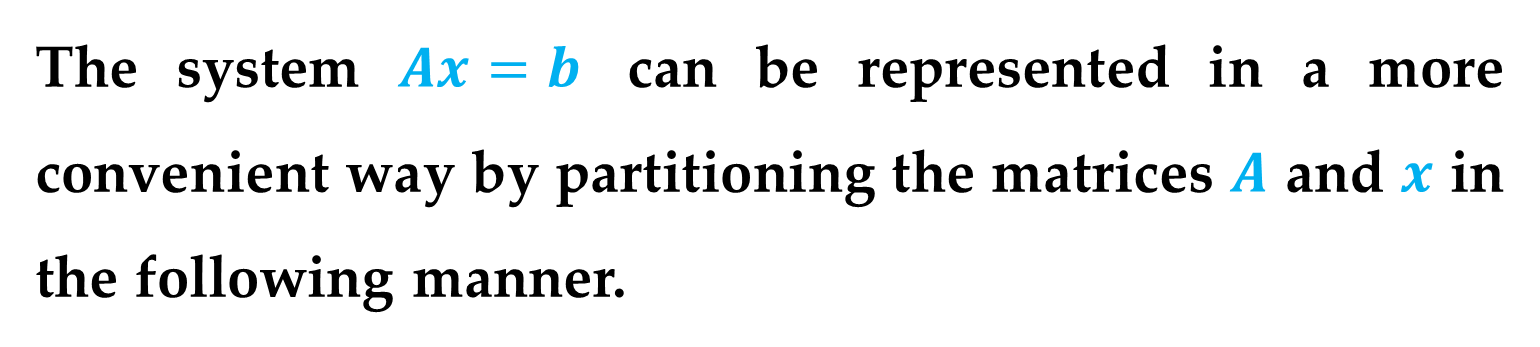 The system Ax = b can be represented in a more
convenient way by partitioning the matrices A and x in
the following manner.